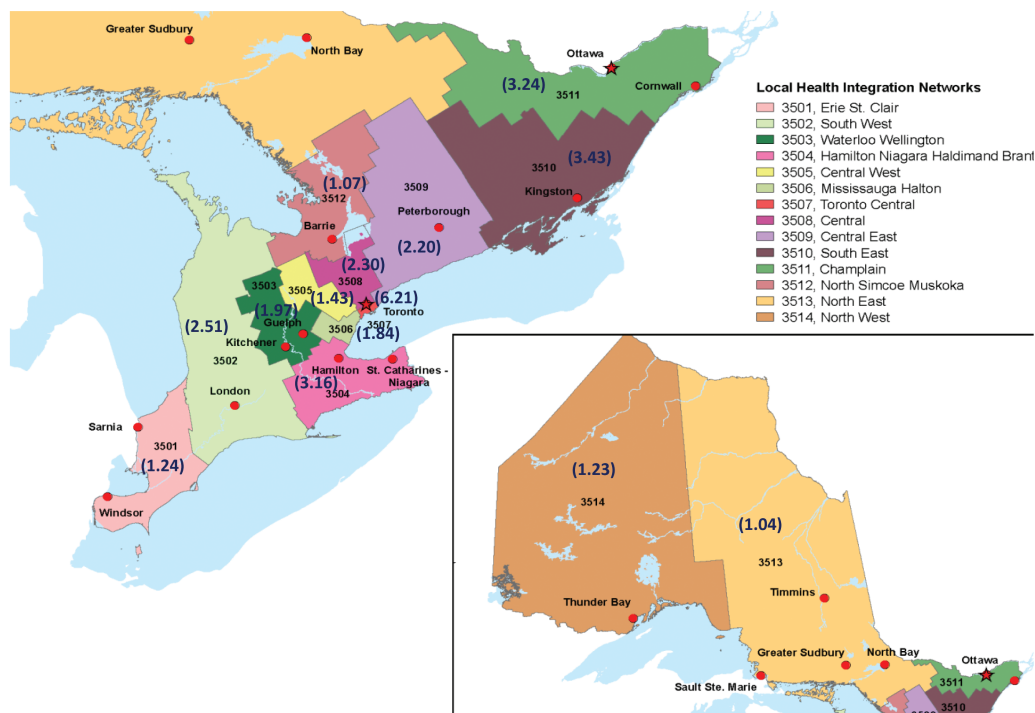 Greater Sudbury
North Bay
Ottawa
(3.24)
3511
Cornwall
(3.43)
3510
Kingston
(1.07)
3512
Barrie
3509
Peterborough
(2.20)
(2.30)
3508
3503
3505
(1.43)
(6.21)
Toronto
3507
(1.97)
Guelph
3506
(1.84)
Kitchener
(2.51)
3502
Hamilton
St. Catharines -
Niagara
(3.16)
3504
London
Sarnia
3501
(1.24)
Windsor
Local Health Integration Networks
3501, Erie St. Clair
3502, South West
3503, Waterloo Wellington
3504, Hamilton Niagara Haldimand Brant
3505, Central West
3506, Mississauga Halton
3507, Toronto Central
3508, Central
3509, Central East
3510, South East
3511, Champlain
3512, North Simcoe Muskoka
3513, North East
3514, North West
(1.23)
3514
(1.04)
3513
Timmins
Thunder Bay
Greater Sudbury
North Bay
Ottawa
Sault Ste. Marie
3511
3510